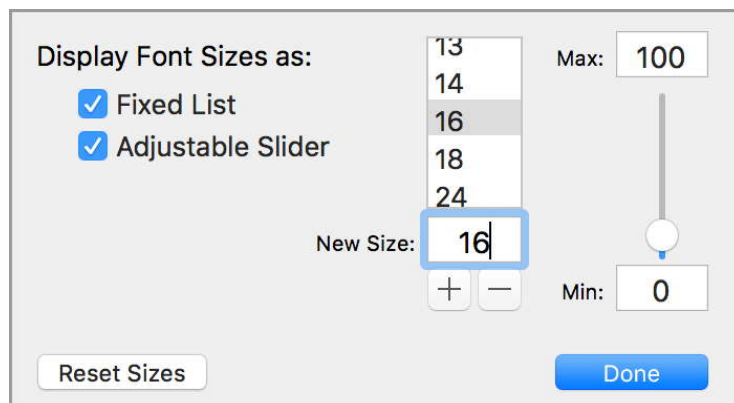 Display Font Sizes as:
Fixed List
Adjustable Slider
13
14
16
18
24
New Size: 16
+ −
Max: 100
Min: 0
Reset Sizes
Done